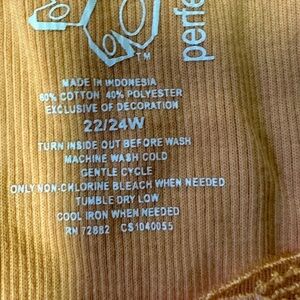 perfe
TM
MADE IN INDONESIA
60% COTTON 40% POLYESTER
EXCLUSIVE OF DECORATION
22/24W
TURN INSIDE OUT BEFORE WASH
MACHINE WASH COLD
GENTLE CYCLE
ONLY NON-CHLORINE BLEACH WHEN NEEDED
TUMBLE DRY LOW
COOL IRON WHEN NEEDED
RN 72882 CS1040055